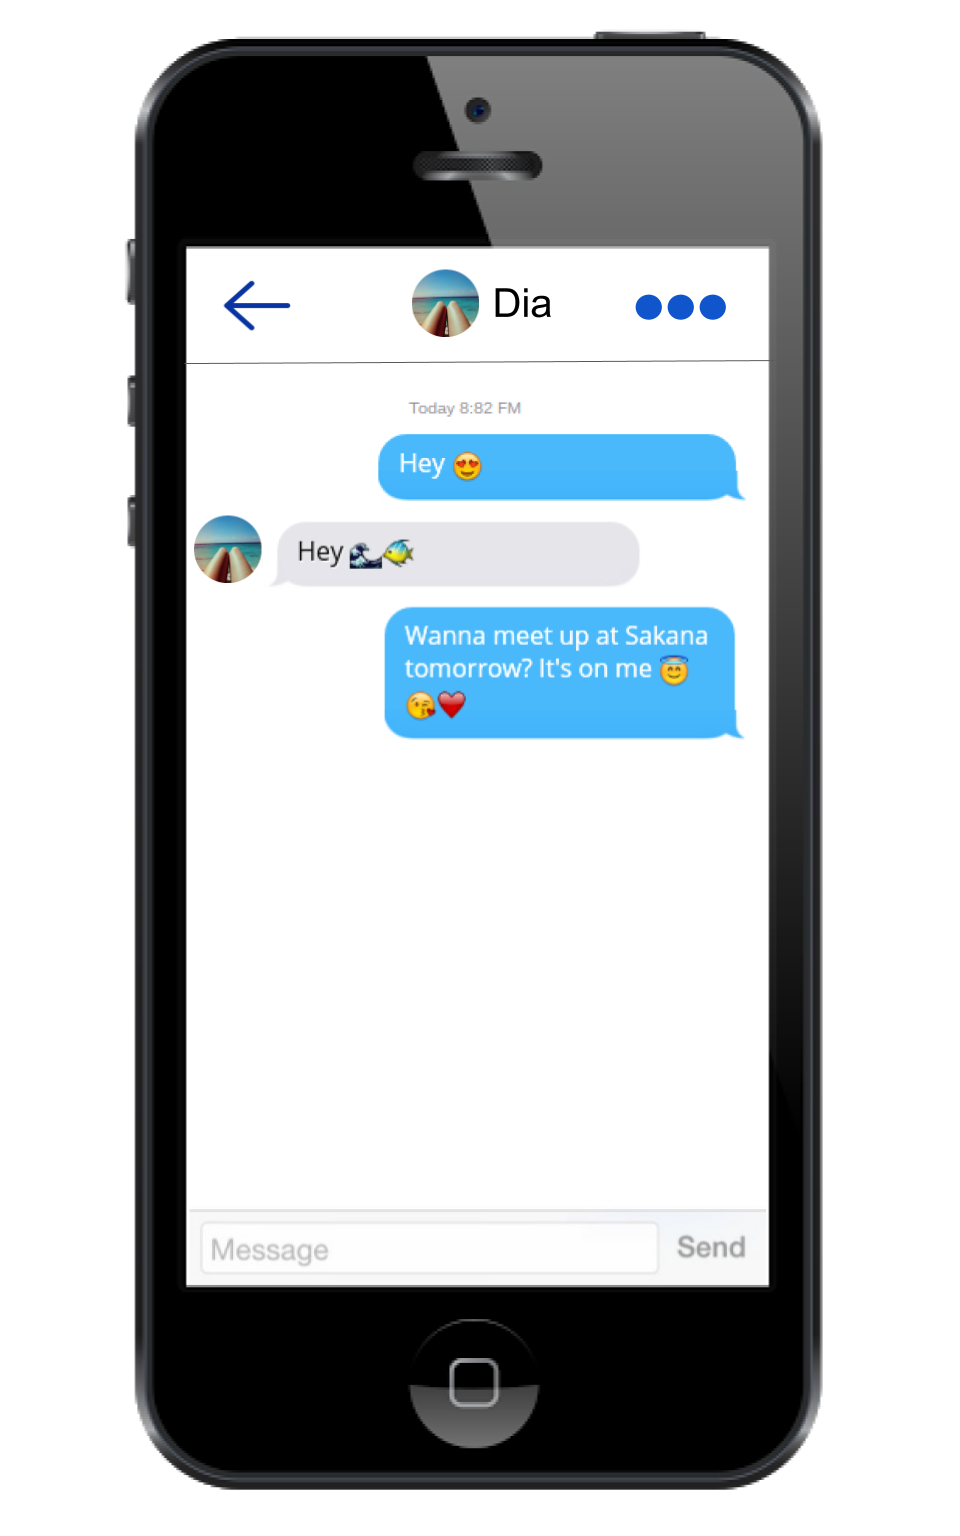 Dia
Today 8:82 FM
Hey 😍
Hey 🌊🐠
Wanna meet up at Sakana
tomorrow? It's on me 😇
😘❤️
Message
Send